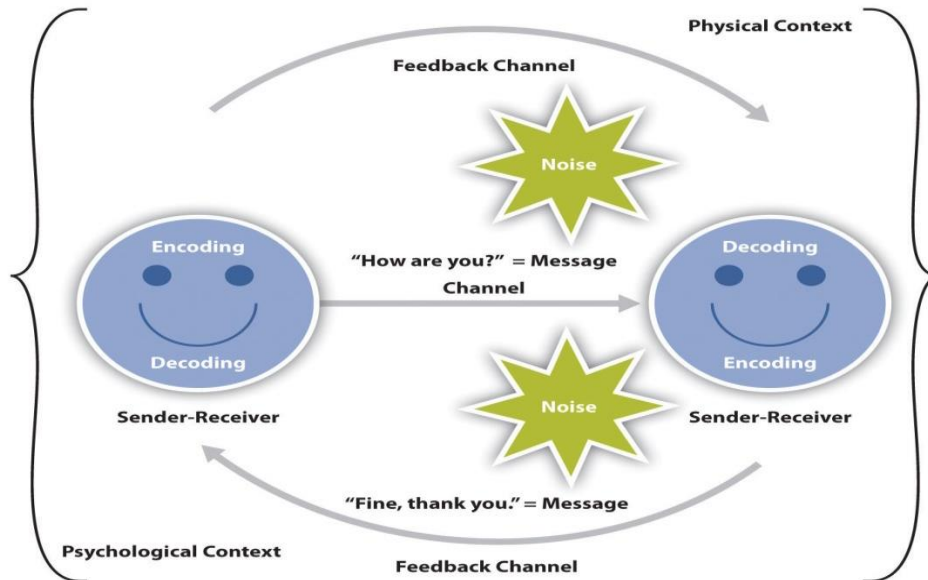 Physical Context
Feedback Channel
Noise
Encoding
Decoding
“How are you?” = Message
Channel
Decoding
Encoding
Noise
Sender-Receiver
Sender-Receiver
“Fine, thank you.” = Message
Psychological Context
Feedback Channel